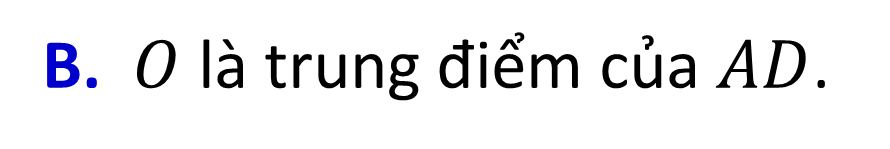 B. O là trung điểm của AD.